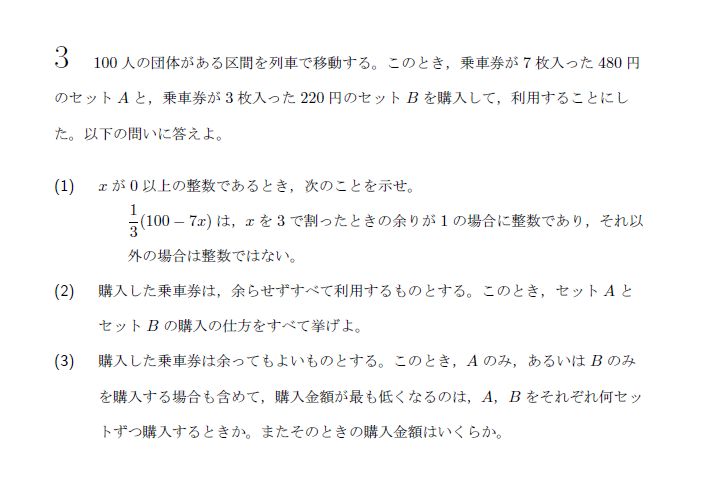 3 100 人の団体がある区間を列車で移動する。このとき，乗車券が 7 枚入った 480 円
のセット A と，乗車券が 3 枚入った 220 円のセット B を購入して，利用することにし
た。以下の問いに答えよ。
(1) x が 0 以上の整数であるとき，次のことを示せ。
1/3(100 − 7x) は，x を 3 で割ったときの余りが 1 の場合に整数であり，それ以
外の場合は整数ではない。
(2) 購入した乗車券は，余らせずすべて利用するものとする。このとき，セット A と
セット B の購入の仕方をすべて挙げよ。
(3) 購入した乗車券は余ってもよいものとする。このとき，A のみ，あるいは B のみ
を購入する場合も含めて，購入金額が最も低くなるのは，A，B をそれぞれ何セッ
トずつ購入するときか。またそのときの購入金額はいくらか。